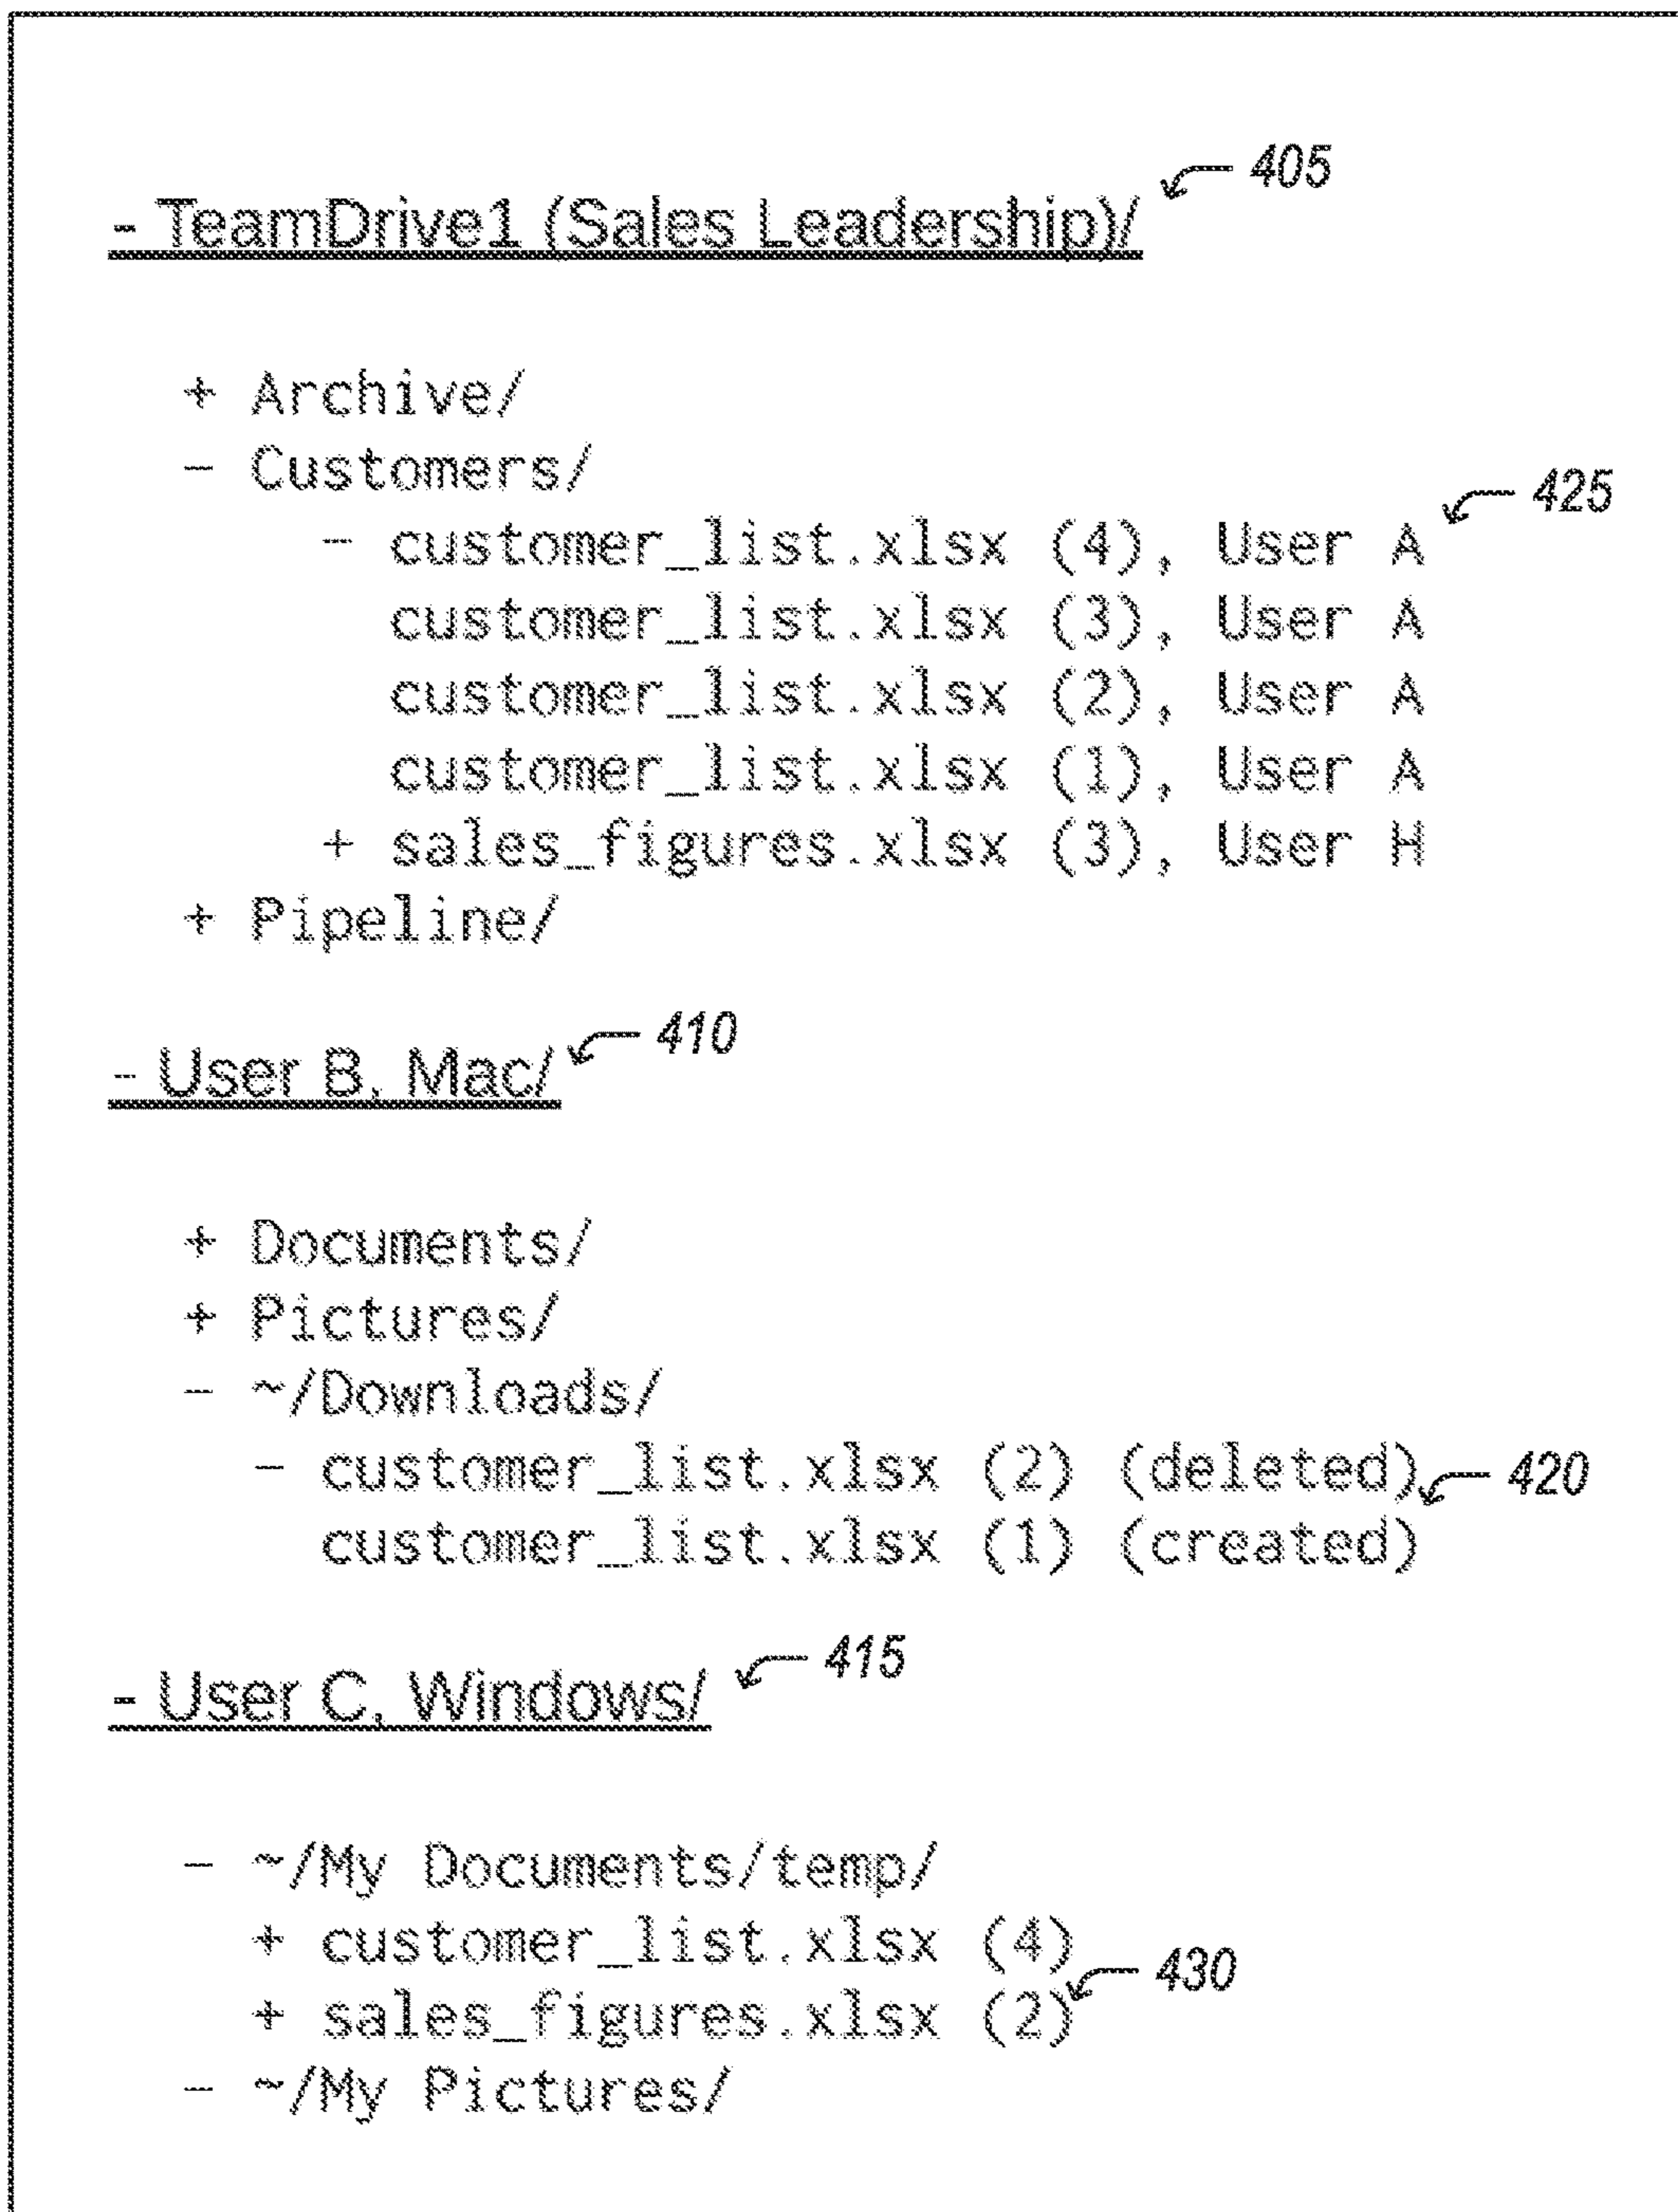 - TeamDrive1 (Sales Leadership)/ 405
+ Archive/
- Customers/
- customer_list.xlsx (4), User A 425
customer_list.xlsx (3), User A
customer_list.xlsx (2), User A
customer_list.xlsx (1), User A
+ sales_figures.xlsx (3), User H
+ Pipeline/
- User B, Mac/ 410
+ Documents/
+ Pictures/
- ~/Downloads/
- customer_list.xlsx (2) (deleted) 420
customer_list.xlsx (1) (created)
- User C, Windows/ 415
- ~/My Documents/temp/
+ customer_list.xlsx (4)
+ sales_figures.xlsx (2) 430
- ~/My Pictures/